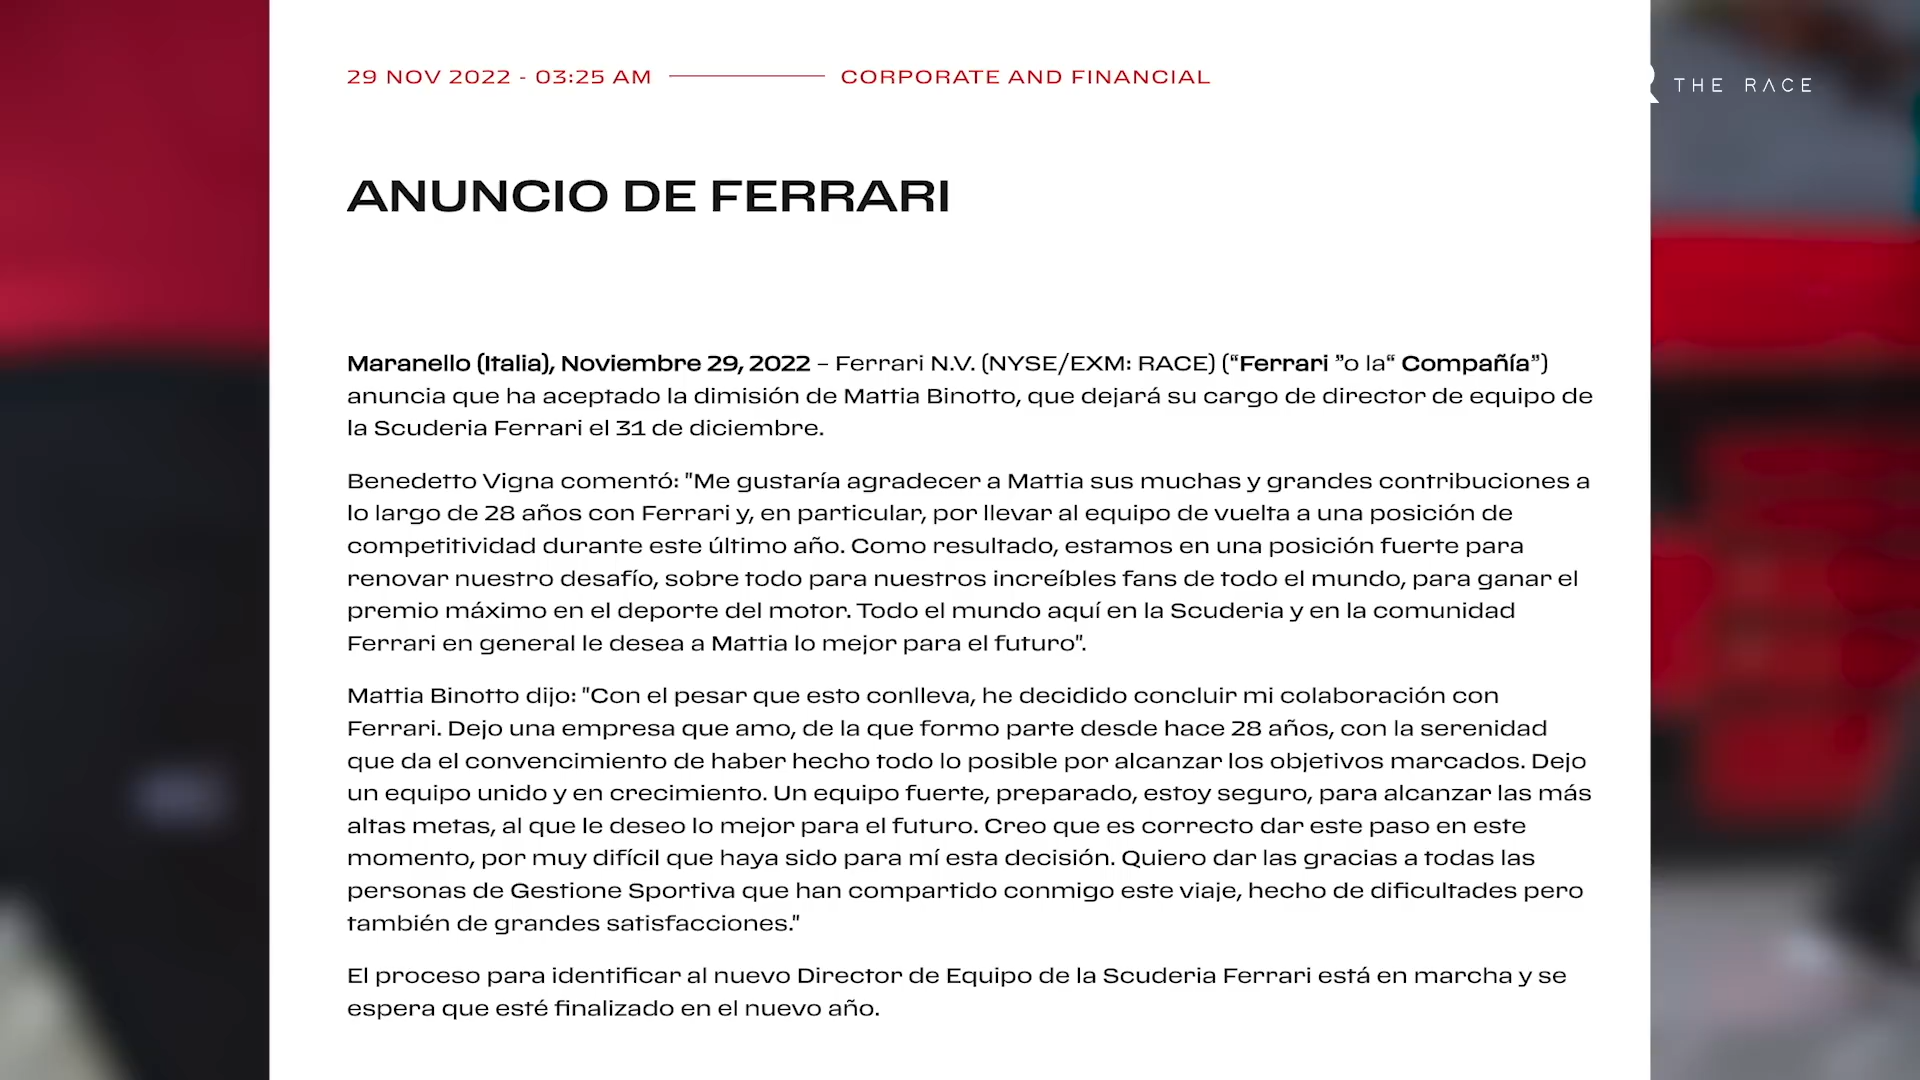 29 NOV 2022 - 03:25 AM CORPORATE AND FINANCIAL
THE RACE
ANUNCIO DE FERRARI
Maranello (Italia), Noviembre 29, 2022 – Ferrari N.V. (NYSE/EXM: RACE) (“Ferrari ”o la“ Compañía”)
anuncia que ha aceptado la dimisión de Mattia Binotto, que dejará su cargo de director de equipo de
la Scuderia Ferrari el 31 de diciembre.
Benedetto Vigna comentó: "Me gustaría agradecer a Mattia sus muchas y grandes contribuciones a
lo largo de 28 años con Ferrari y, en particular, por llevar al equipo de vuelta a una posición de
competitividad durante este último año. Como resultado, estamos en una posición fuerte para
renovar nuestro desafío, sobre todo para nuestros increíbles fans de todo el mundo, para ganar el
premio máximo en el deporte del motor. Todo el mundo aquí en la Scuderia y en la comunidad
Ferrari en general le desea a Mattia lo mejor para el futuro".
Mattia Binotto dijo: "Con el pesar que esto conlleva, he decidido concluir mi colaboración con
Ferrari. Dejo una empresa que amo, de la que formo parte desde hace 28 años, con la serenidad
que da el convencimiento de haber hecho todo lo posible por alcanzar los objetivos marcados. Dejo
un equipo unido y en crecimiento. Un equipo fuerte, preparado, estoy seguro, para alcanzar las más
altas metas, al que le deseo lo mejor para el futuro. Creo que es correcto dar este paso en este
momento, por muy difícil que haya sido para mí esta decisión. Quiero dar las gracias a todas las
personas de Gestione Sportiva que han compartido conmigo este viaje, hecho de dificultades pero
también de grandes satisfacciones."
El proceso para identificar al nuevo Director de Equipo de la Scuderia Ferrari está en marcha y se
espera que esté finalizado en el nuevo año.